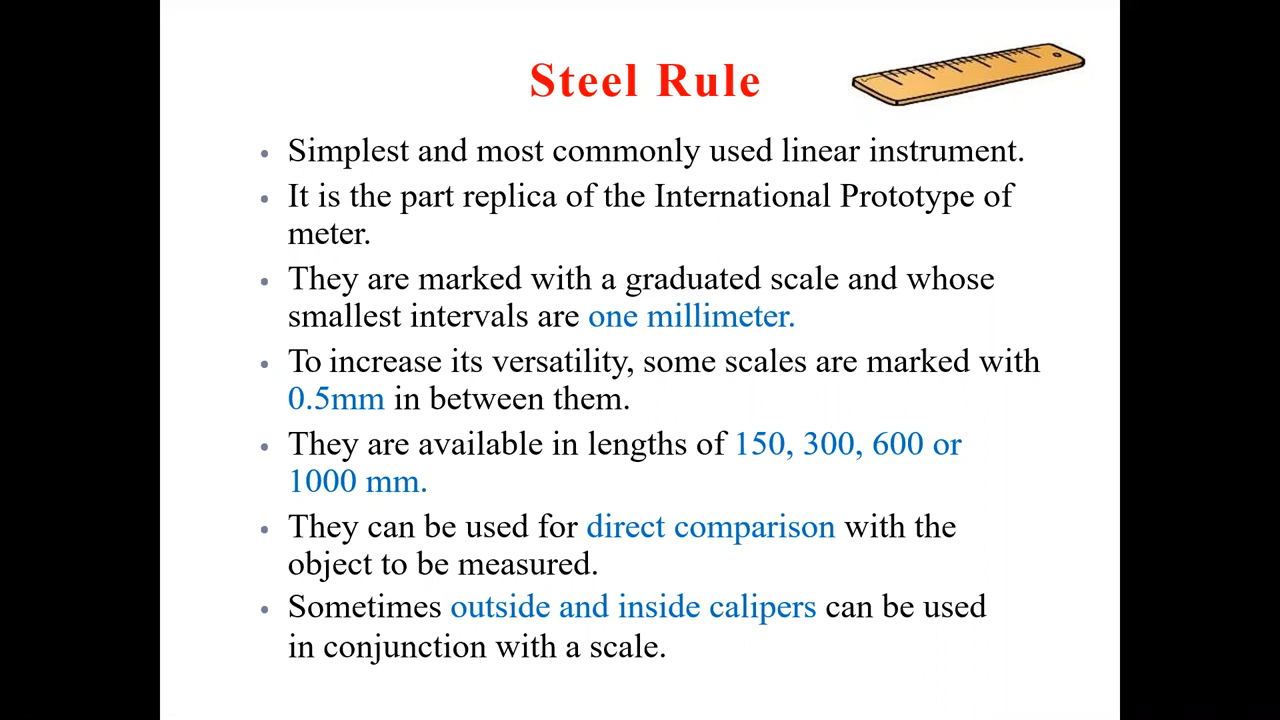 Steel Rule
• Simplest and most commonly used linear instrument.
• It is the part replica of the International Prototype of
meter.
• They are marked with a graduated scale and whose
smallest intervals are one millimeter.
• To increase its versatility, some scales are marked with
0.5mm in between them.
• They are available in lengths of 150, 300, 600 or
1000 mm.
• They can be used for direct comparison with the
object to be measured.
• Sometimes outside and inside calipers can be used
in conjunction with a scale.